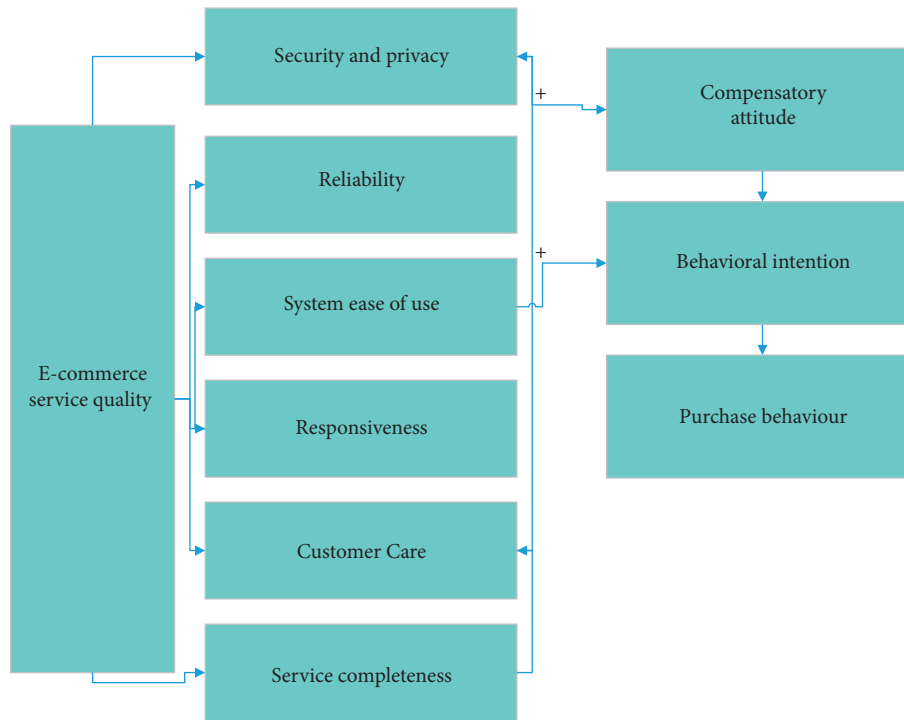 E-commerce
service quality
Security and privacy
Reliability
System ease of use
Responsiveness
Customer Care
Service completeness
+
+
Compensatory
attitude
Behavioral intention
Purchase behaviour